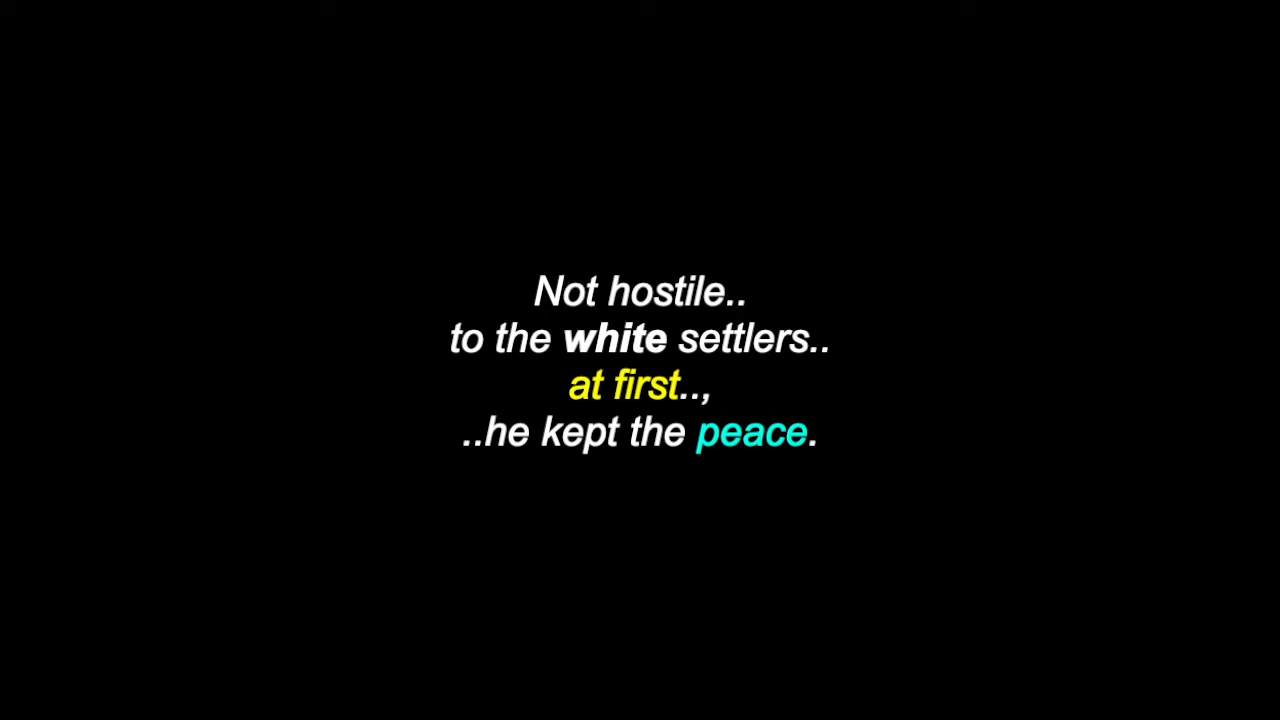 Not hostile..
to the white settlers..
at first..,
..he kept the peace.